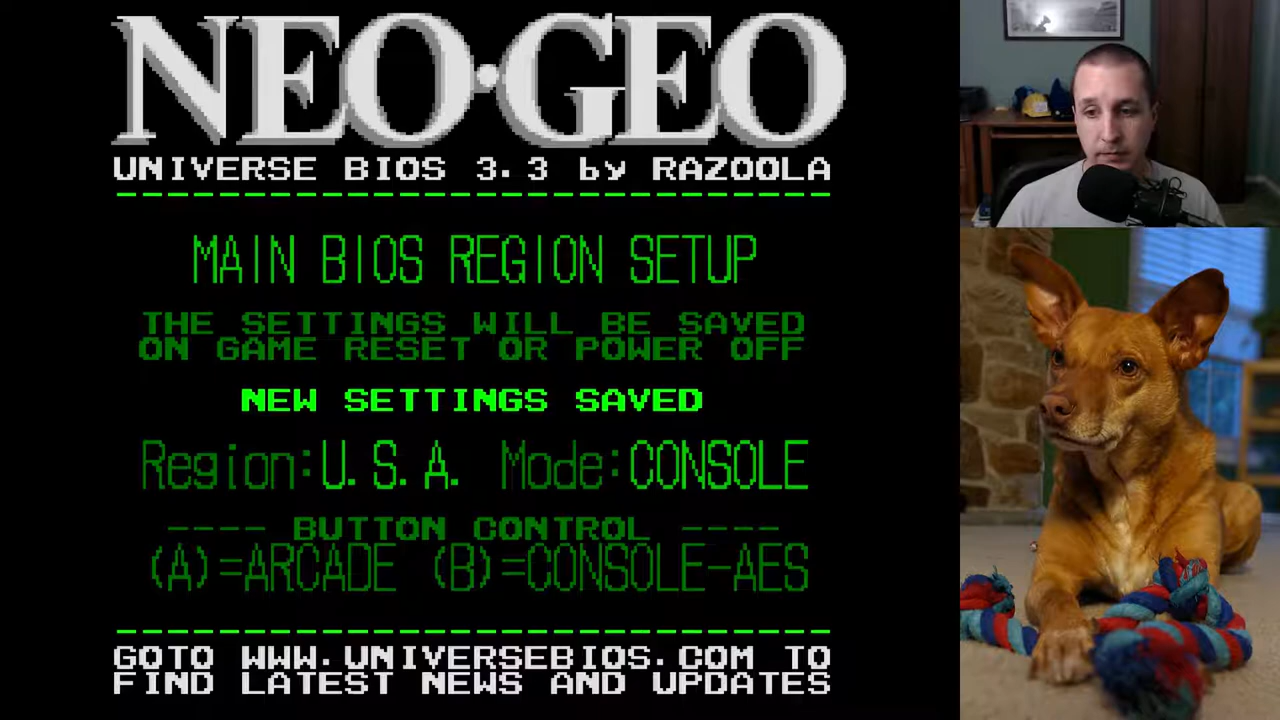 NEO·GEO
UNIVERSE BIOS 3.3 by RAZOOLA
MAIN BIOS REGION SETUP
THE SETTINGS WILL BE SAVED
ON GAME RESET OR POWER OFF
NEW SETTINGS SAVED
Region:U.S.A. Mode:CONSOLE
---- BUTTON CONTROL ----
(A)=ARCADE (B)=CONSOLE-AES
GOTO WWW.UNIVERSEBIOS.COM TO
FIND LATEST NEWS AND UPDATES